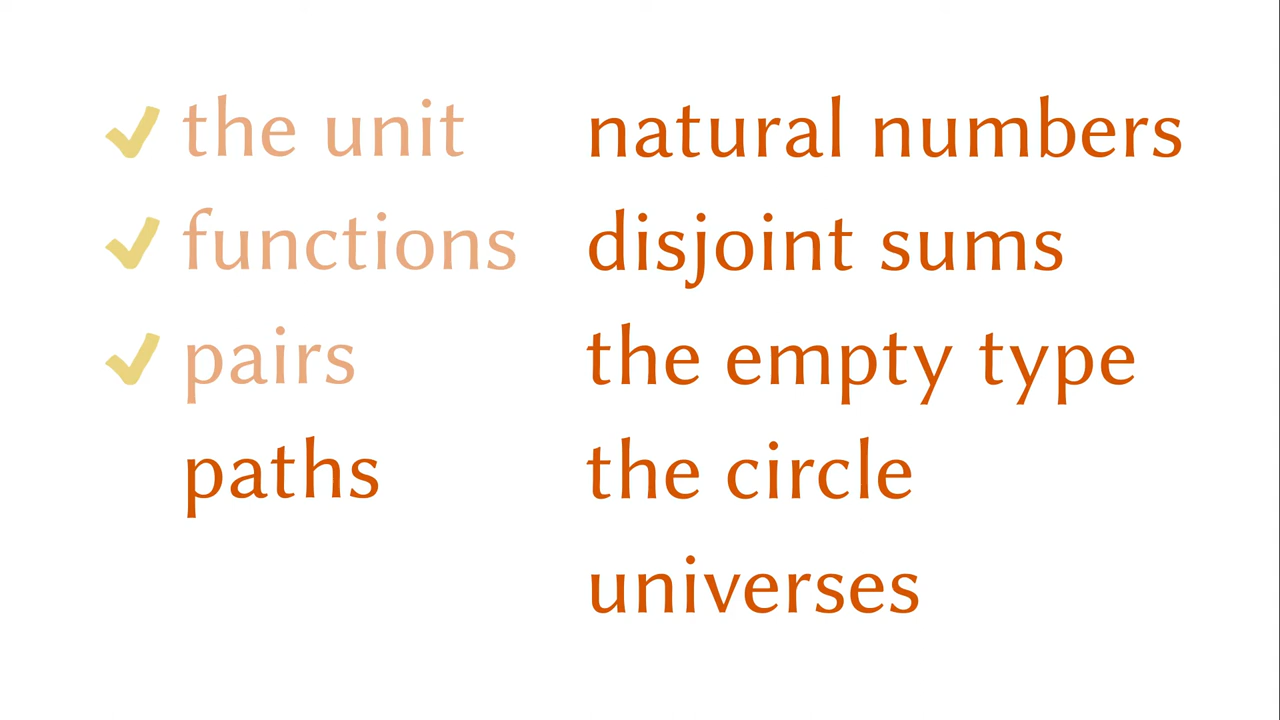 the unit
functions
pairs
paths
natural numbers
disjoint sums
the empty type
the circle
universes